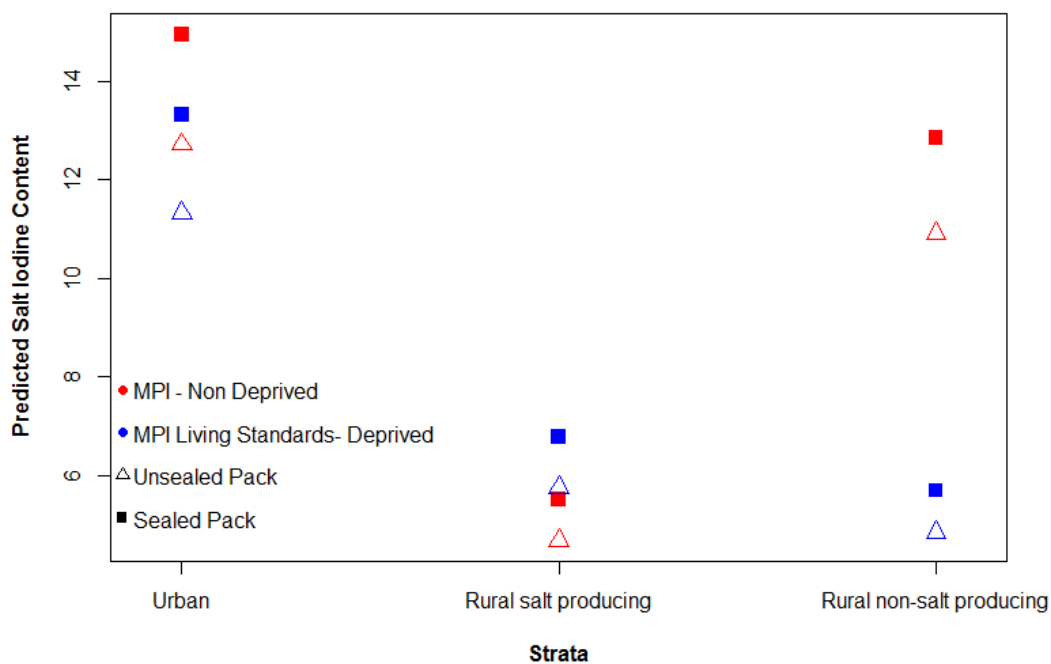 Predicted Salt Iodine Content
14
12
10
8
6
MPI - Non Deprived
MPI Living Standards- Deprived
Unsealed Pack
Sealed Pack
Urban
Rural salt producing
Rural non-salt producing
Strata